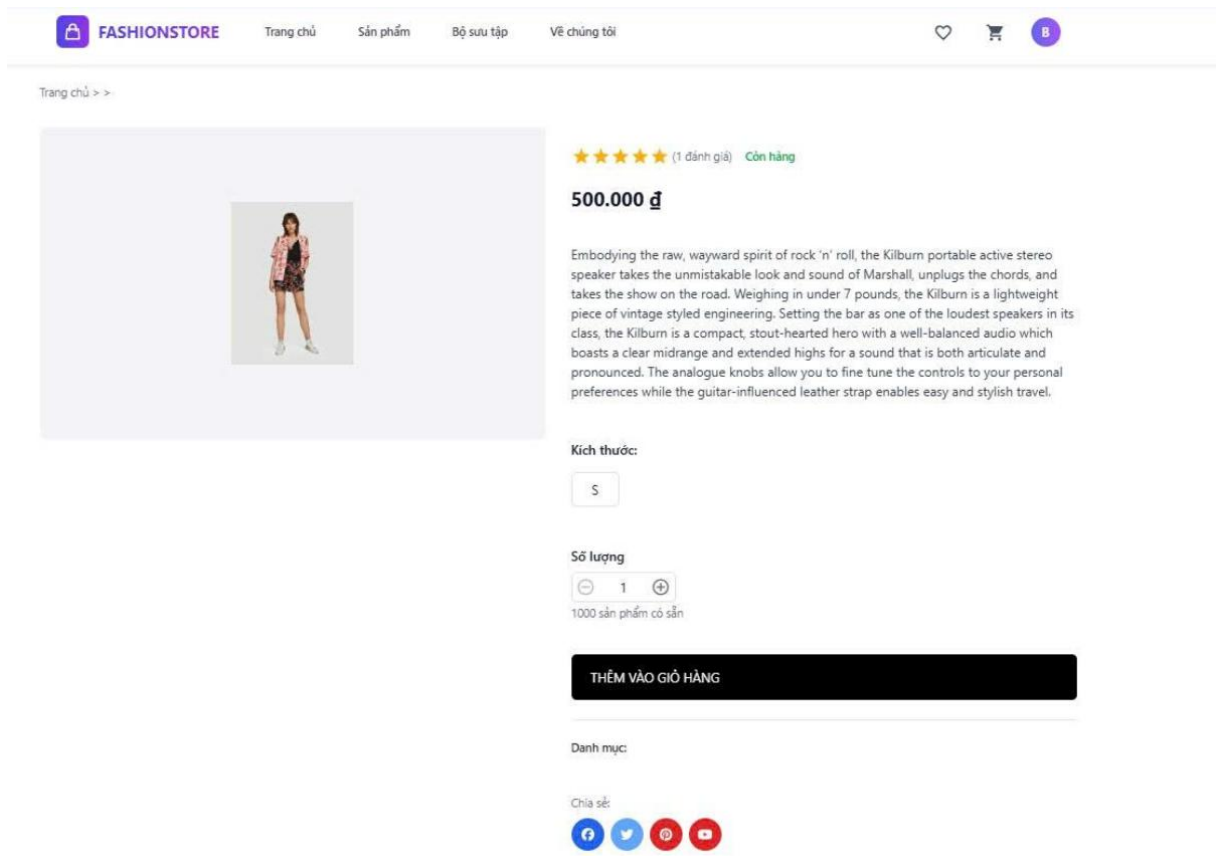 FASHIONSTORE Trang chủ Sản phẩm Bộ sưu tập Về chúng tôi B
Trang chủ > >
(1 đánh giá) Còn hàng
500.000 ₫
Embodying the raw, wayward spirit of rock 'n' roll, the Kilburn portable active stereo
speaker takes the unmistakable look and sound of Marshall, unplugs the chords, and
takes the show on the road. Weighing in under 7 pounds, the Kilburn is a lightweight
piece of vintage styled engineering. Setting the bar as one of the loudest speakers in its
class, the Kilburn is a compact, stout-hearted hero with a well-balanced audio which
boasts a clear midrange and extended highs for a sound that is both articulate and
pronounced. The analogue knobs allow you to fine tune the controls to your personal
preferences while the guitar-influenced leather strap enables easy and stylish travel.
Kích thước:
S
Số lượng
1
1000 sản phẩm có sẵn
THÊM VÀO GIỎ HÀNG
Danh mục:
Chia sẻ: